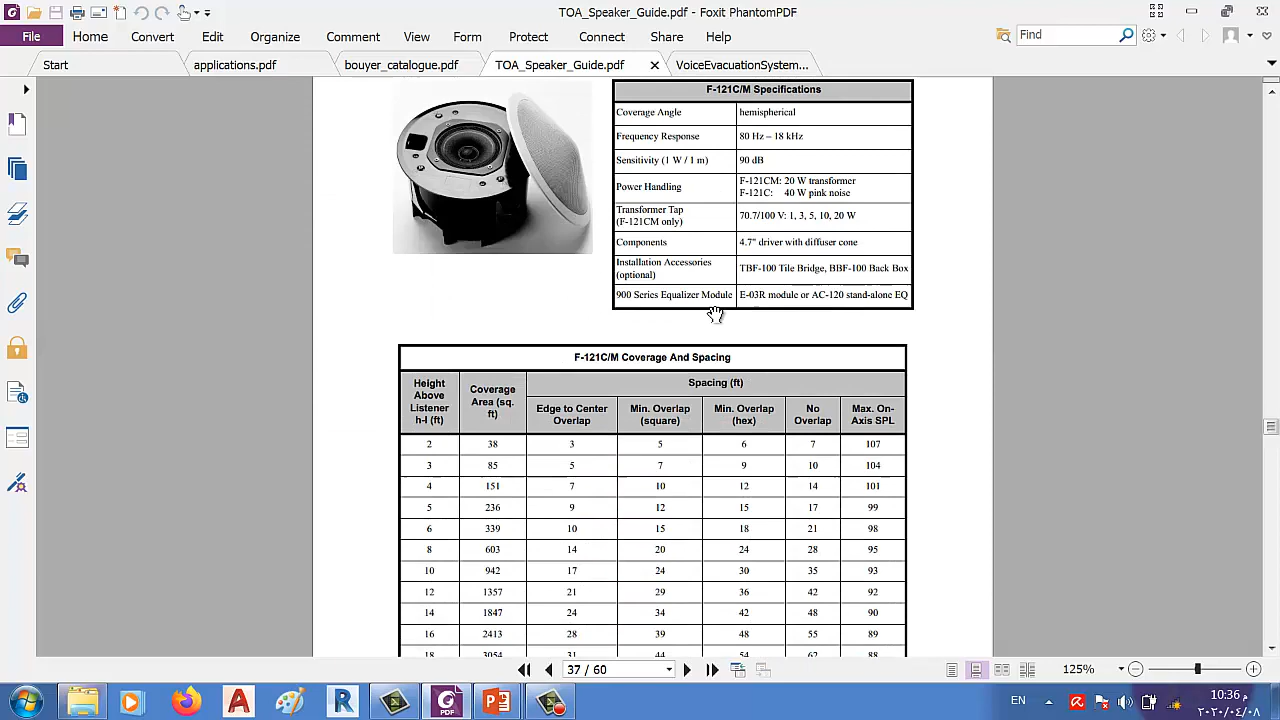 TOA_Speaker_Guide.pdf - Foxit PhantomPDF
File Home Convert Edit Organize Comment View Form Protect Connect Share Help Find
Start applications.pdf bouyer_catalogue.pdf TOA_Speaker_Guide.pdf VoiceEvacuationSystem...
F-121C/M Specifications
Coverage Angle hemispherical
Frequency Response 80 Hz – 18 kHz
Sensitivity (1 W / 1 m) 90 dB
Power Handling F-121CM: 20 W transformer
F-121C: 40 W pink noise
Transformer Tap
(F-121CM only) 70.7/100 V: 1, 3, 5, 10, 20 W
Components 4.7" driver with diffuser cone
Installation Accessories
(optional) TBF-100 Tile Bridge, BBF-100 Back Box
900 Series Equalizer Module E-03R module or AC-120 stand-alone EQ
F-121C/M Coverage And Spacing
Height Above Listener h-l (ft) Coverage Area (sq. ft) Spacing (ft)
Edge to Center Overlap Min. Overlap (square) Min. Overlap (hex) No Overlap Max. On-Axis SPL
2 38 3 5 6 7 107
3 85 5 7 9 10 104
4 151 7 10 12 14 101
5 236 9 12 15 17 99
6 339 10 15 18 21 98
8 603 14 20 24 28 95
10 942 17 24 30 35 93
12 1357 21 29 36 42 92
14 1847 24 34 42 48 90
16 2413 28 39 48 55 89
18 3054 31 44 54 62 88
37 / 60 125%
EN 10:36 م
٢٠٢٠/٠٤/٠٨